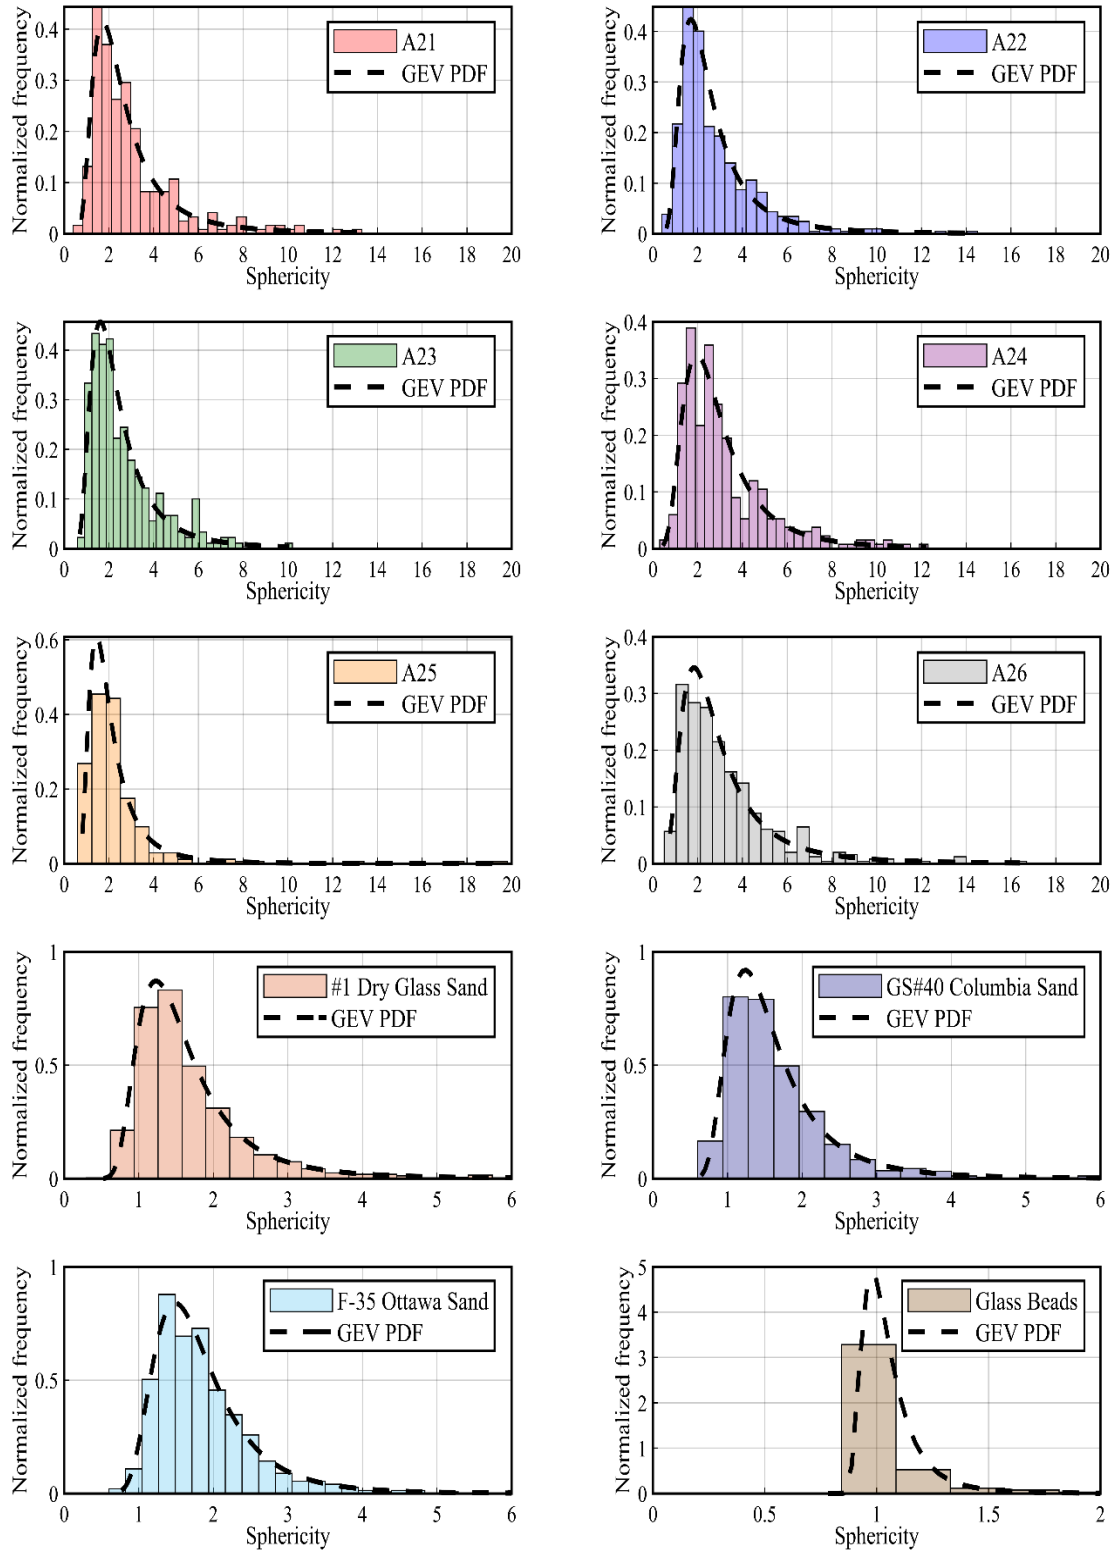 Normalized frequency
0.4
0.3
0.2
0.1
0
A21
GEV PDF
0 2 4 6 8 10 12 14 16 18 20
Sphericity
Normalized frequency
0.4
0.3
0.2
0.1
0
A22
GEV PDF
0 2 4 6 8 10 12 14 16 18 20
Sphericity
Normalized frequency
0.4
0.3
0.2
0.1
0
A23
GEV PDF
0 2 4 6 8 10 12 14 16 18 20
Sphericity
Normalized frequency
0.4
0.3
0.2
0.1
0
A24
GEV PDF
0 2 4 6 8 10 12 14 16 18 20
Sphericity
Normalized frequency
0.6
0.4
0.2
0
A25
GEV PDF
0 2 4 6 8 10 12 14 16 18 20
Sphericity
Normalized frequency
0.4
0.3
0.2
0.1
0
A26
GEV PDF
0 2 4 6 8 10 12 14 16 18 20
Sphericity
Normalized frequency
1
0.5
0
#1 Dry Glass Sand
GEV PDF
0 1 2 3 4 5 6
Sphericity
Normalized frequency
1
0.5
0
GS#40 Columbia Sand
GEV PDF
0 1 2 3 4 5 6
Sphericity
Normalized frequency
1
0.5
0
F-35 Ottawa Sand
GEV PDF
0 1 2 3 4 5 6
Sphericity
Normalized frequency
5
4
3
2
1
0
Glass Beads
GEV PDF
0 0.5 1 1.5 2
Sphericity